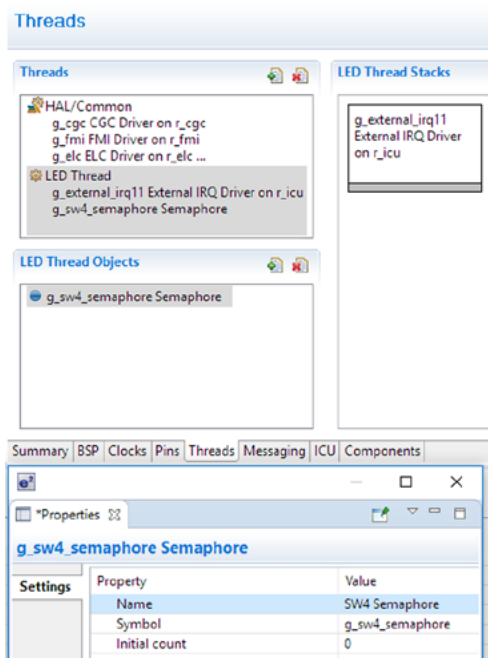 Threads
Threads
HAL/Common
g_cgc CGC Driver on r_cgc
g_fmi FMI Driver on r_fmi
g_elc ELC Driver on r_elc ...
LED Thread
g_external_irq11 External IRQ Driver on r_icu
g_sw4_semaphore Semaphore
LED Thread Stacks
g_external_irq11
External IRQ Driver
on r_icu
LED Thread Objects
g_sw4_semaphore Semaphore
Summary BSP Clocks Pins Threads Messaging ICU Components
e²
*Properties
g_sw4_semaphore Semaphore
Settings
Property Value
Name SW4 Semaphore
Symbol g_sw4_semaphore
Initial count 0